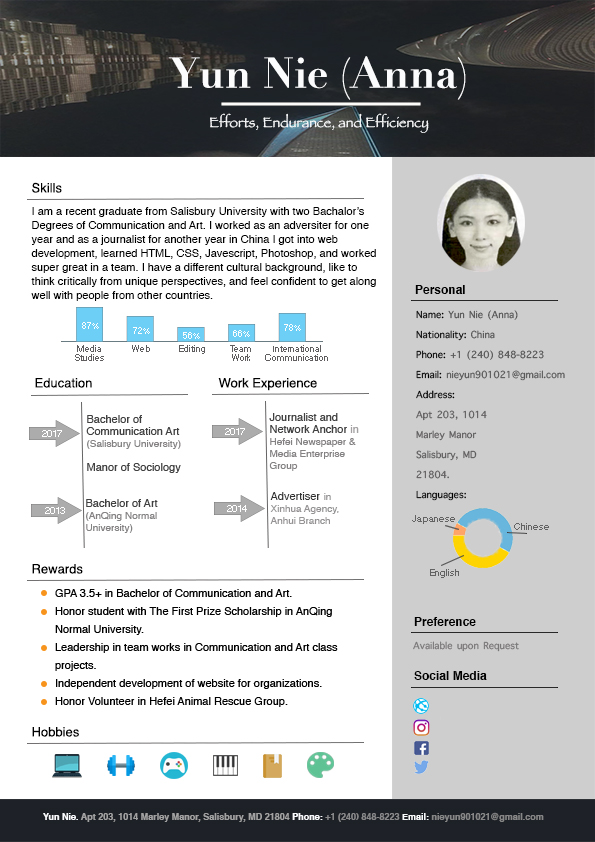 Yun Nie (Anna)
Efforts, Endurance, and Efficiency
Skills
I am a recent graduate from Salisbury University with two Bachalor's
Degrees of Communication and Art. I worked as an adversiter for one
year and as a journalist for another year in China I got into web
development, learned HTML, CSS, Javescript, Photoshop, and worked
super great in a team. I have a different cultural background, like to
think critically from unique perspectives, and feel confident to get along
well with people from other countries.
87%
72%
56%
66%
78%
Media
Studies
Web
Editing
Team
Work
International
Communication
Education
2017
Bachelor of
Communication Art
(Salisbury University)
Manor of Sociology
2013
Bachelor of Art
(AnQing Normal
University)
Work Experience
2017
Journalist and
Network Anchor in
Hefei Newspaper &
Media Enterprise
Group
2014
Advertiser in
Xinhua Agency,
Anhui Branch
Rewards
GPA 3.5+ in Bachelor of Communication and Art.
Honor student with The First Prize Scholarship in AnQing
Normal University.
Leadership in team works in Communication and Art class
projects.
Independent development of website for organizations.
Honor Volunteer in Hefei Animal Rescue Group.
Hobbies
Personal
Name: Yun Nie (Anna)
Nationality: China
Phone: +1 (240) 848-8223
Email: nieyun901021@gmail.com
Address:
Apt 203, 1014
Marley Manor
Salisbury, MD
21804.
Languages:
Japanese
Chinese
English
Preference
Available upon Request
Social Media
Yun Nie. Apt 203, 1014 Marley Manor, Salisbury, MD 21804 Phone: +1 (240) 848-8223 Email: nieyun901021@gmail.com